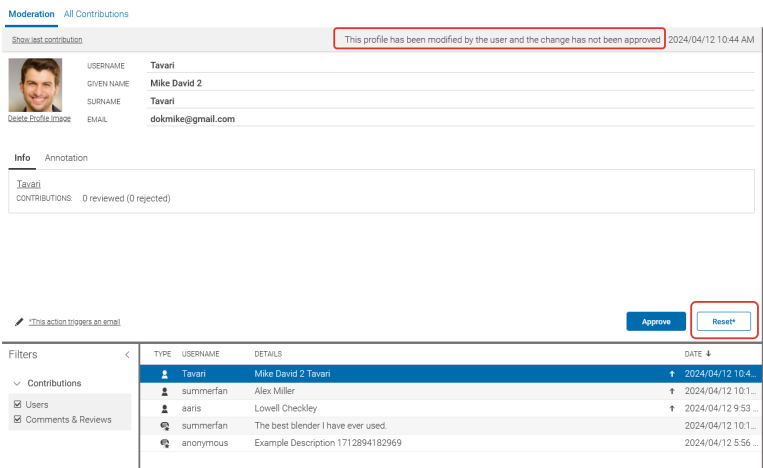 Moderation All Contributions
Show last contribution This profile has been modified by the user and the change has not been approved 2024/04/12 10:44 AM
USERNAME Tavari
GIVEN NAME Mike David 2
SURNAME Tavari
Delete Profile Image EMAIL dokmike@gmail.com
Info Annotation
Tavari
CONTRIBUTIONS: 0 reviewed (0 rejected)
*This action triggers an email Approve Reset*
Filters < TYPE USERNAME DETAILS DATE
Tavari Mike David 2 Tavari 2024/04/12 10:4...
Contributions summerfan Alex Miller 2024/04/12 10:1...
Users aaris Lowell Checkley 2024/04/12 9:53 ...
Comments & Reviews summerfan The best blender I have ever used. 2024/04/12 10:1...
anonymous Example Description 1712894182969 2024/04/12 5:56 ...